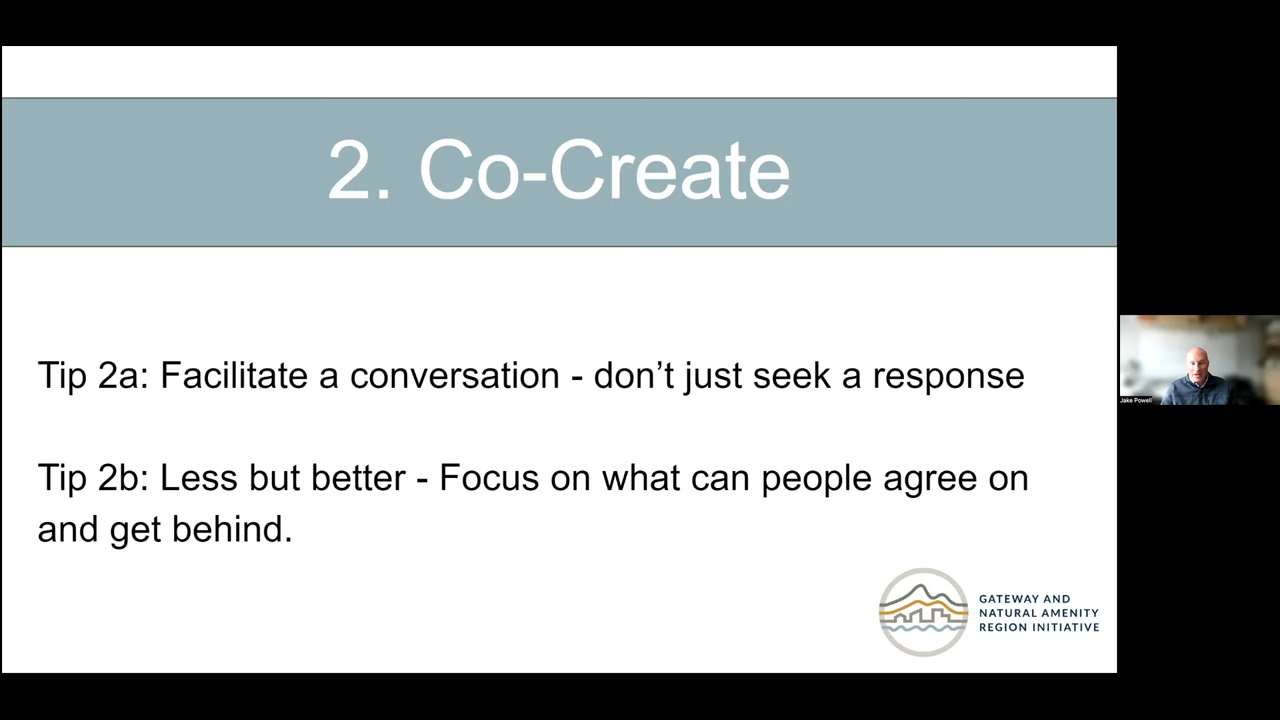 2. Co-Create
Tip 2a: Facilitate a conversation - don’t just seek a response
Tip 2b: Less but better - Focus on what can people agree on
and get behind.
GATEWAY AND
NATURAL AMENITY
REGION INITIATIVE
Jake Powell